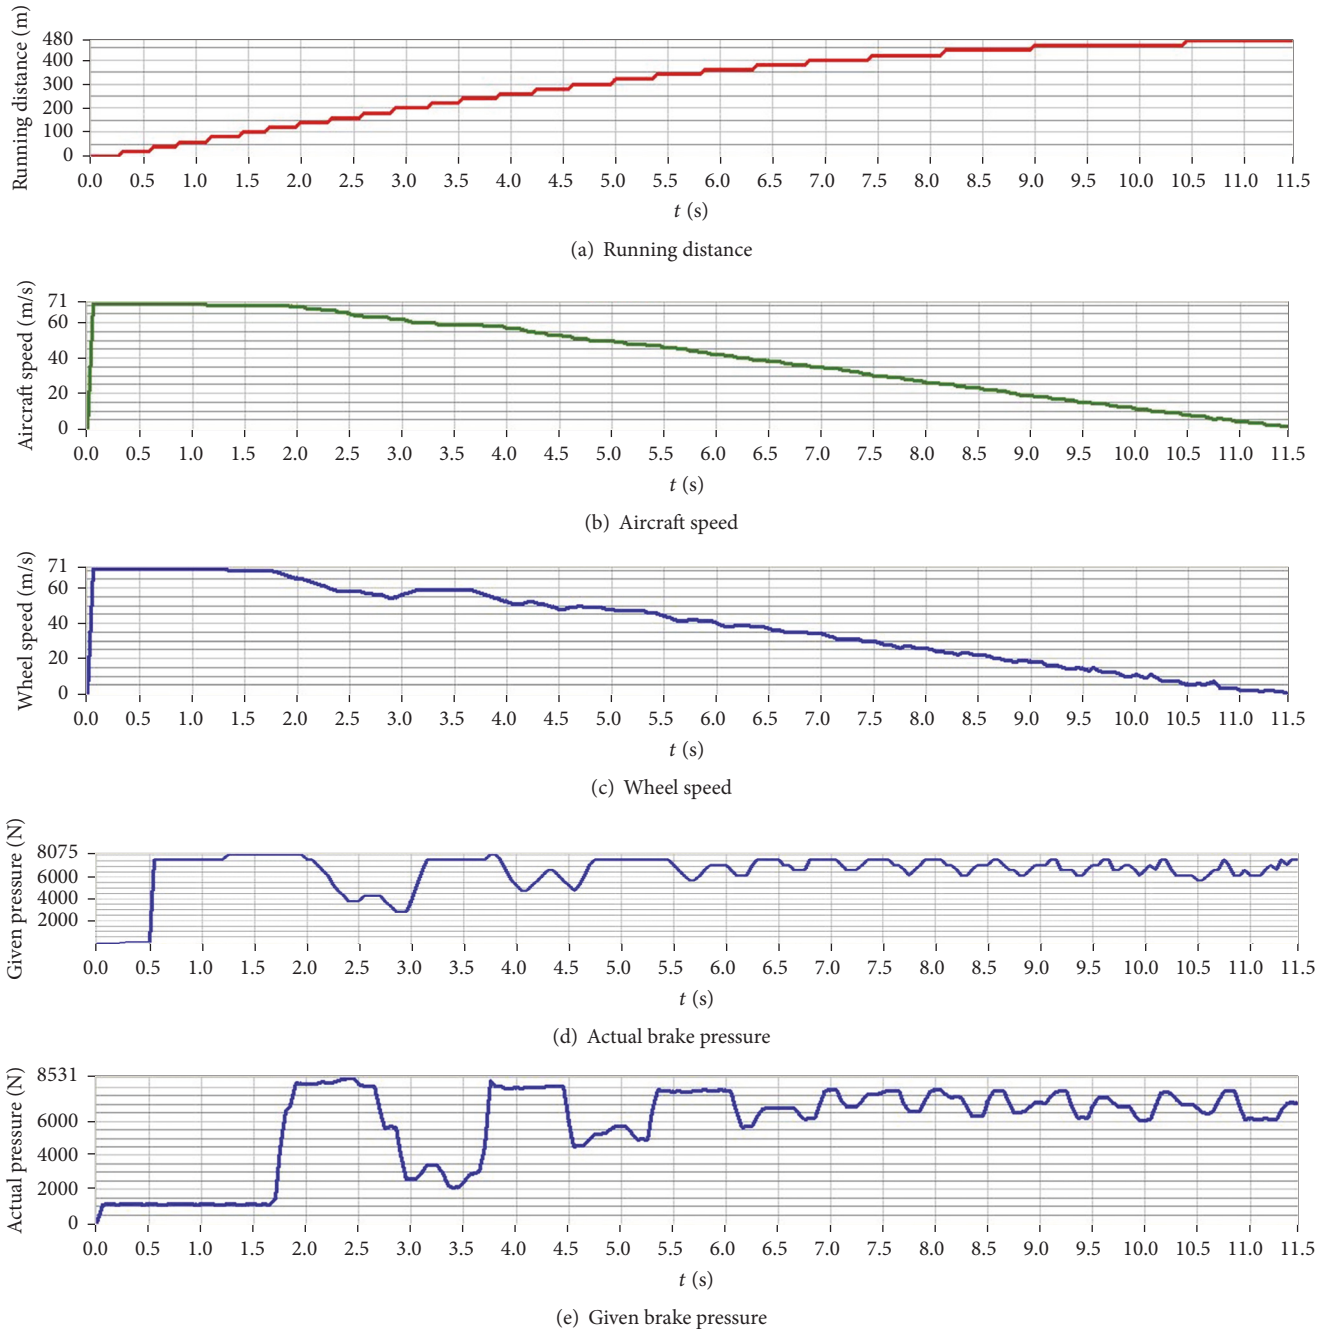 Running distance (m)
480
400
300
200
100
0
0.0 0.5 1.0 1.5 2.0 2.5 3.0 3.5 4.0 4.5 5.0 5.5 6.0 6.5 7.0 7.5 8.0 8.5 9.0 9.5 10.0 10.5 11.0 11.5
t (s)
(a) Running distance
Aircraft speed (m/s)
71
60
40
20
0
0.0 0.5 1.0 1.5 2.0 2.5 3.0 3.5 4.0 4.5 5.0 5.5 6.0 6.5 7.0 7.5 8.0 8.5 9.0 9.5 10.0 10.5 11.0 11.5
t (s)
(b) Aircraft speed
Wheel speed (m/s)
71
60
40
20
0
0.0 0.5 1.0 1.5 2.0 2.5 3.0 3.5 4.0 4.5 5.0 5.5 6.0 6.5 7.0 7.5 8.0 8.5 9.0 9.5 10.0 10.5 11.0 11.5
t (s)
(c) Wheel speed
Given pressure (N)
8075
6000
4000
2000
0.0 0.5 1.0 1.5 2.0 2.5 3.0 3.5 4.0 4.5 5.0 5.5 6.0 6.5 7.0 7.5 8.0 8.5 9.0 9.5 10.0 10.5 11.0 11.5
t (s)
(d) Actual brake pressure
Actual pressure (N)
8531
6000
4000
2000
0
0.0 0.5 1.0 1.5 2.0 2.5 3.0 3.5 4.0 4.5 5.0 5.5 6.0 6.5 7.0 7.5 8.0 8.5 9.0 9.5 10.0 10.5 11.0 11.5
t (s)
(e) Given brake pressure